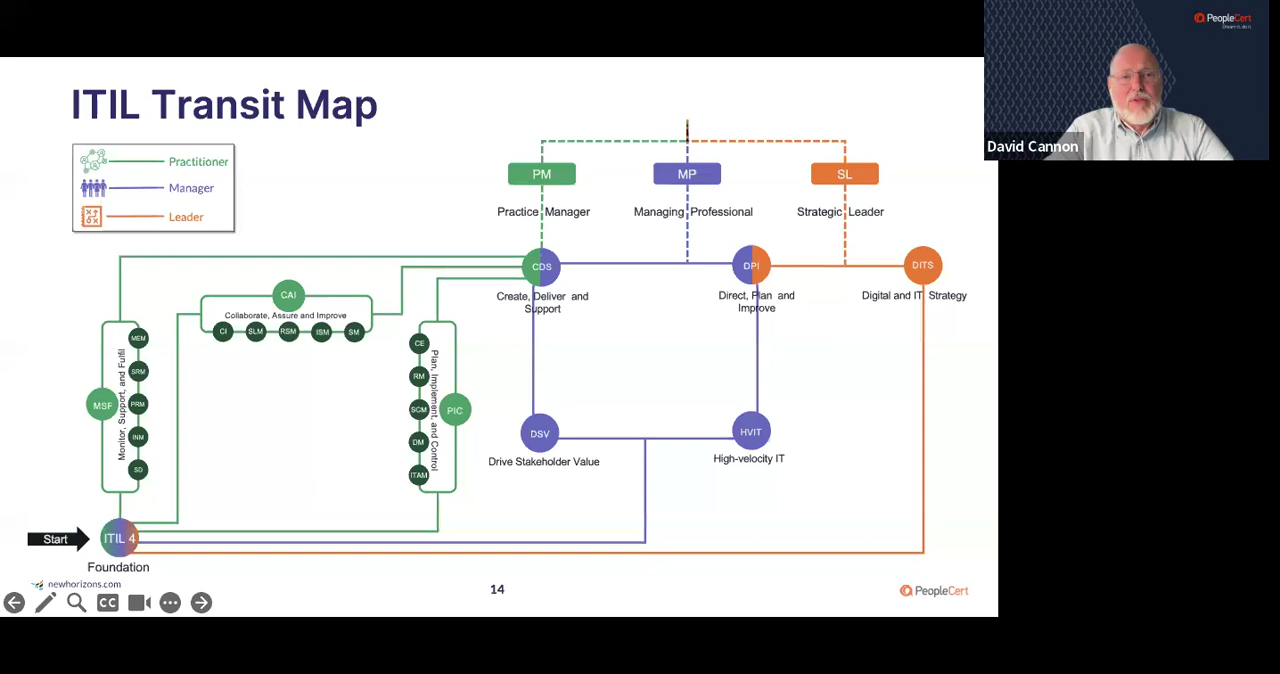 PeopleCert
David Cannon
ITIL Transit Map
Practitioner
Manager
Leader
PM
MP
SL
Practice Manager
Managing Professional
Strategic Leader
CDS
DPI
DITS
Create, Deliver and
Support
Direct, Plan and
Improve
Digital and IT Strategy
CAI
Collaborate, Assure and Improve
CI
SLM
RSM
ISM
SM
MSF
Monitor, Support, and Fulfil
MEM
SRM
PRM
INM
SD
CE
RM
SCM
DM
ITAM
Plan, Implement, and Control
PIC
DSV
Drive Stakeholder Value
HVIT
High-velocity IT
Start
ITIL 4
Foundation
newhorizons.com
14
PeopleCert
CC